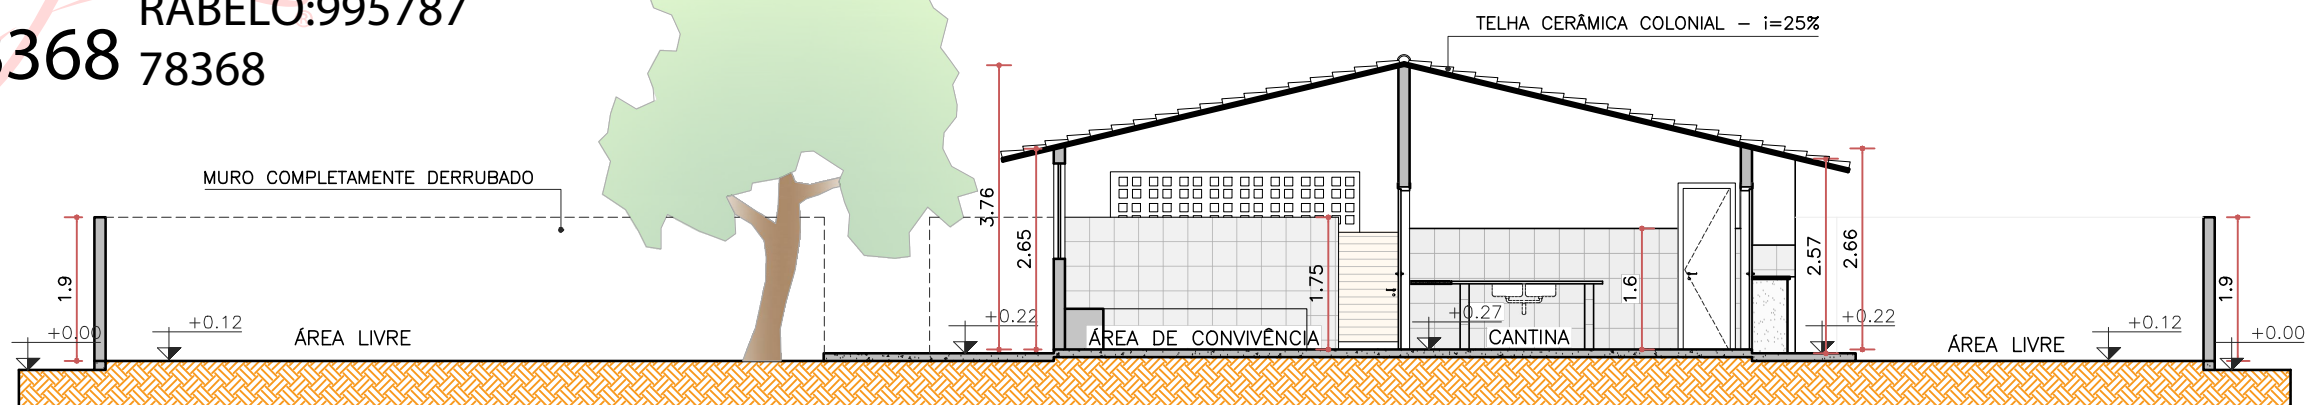 RABELO:995787
368
78368
TELHA CERÂMICA COLONIAL – i=25%
MURO COMPLETAMENTE DERRUBADO
3.76
2.65
1.9
1.75
1.6
2.57
2.66
1.9
+0.00
+0.12
ÁREA LIVRE
+0.22
ÁREA DE CONVIVÊNCIA
+0.27
CANTINA
+0.22
ÁREA LIVRE
+0.12
+0.00